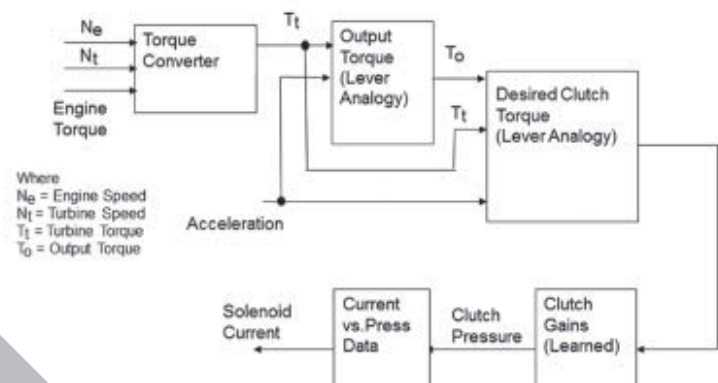 Ne
Nt
Engine
Torque
Torque
Converter
Tt
Output
Torque
(Lever
Analogy)
To
Tt
Desired Clutch
Torque
(Lever Analogy)
Where
Ne = Engine Speed
Nt = Turbine Speed
Tt = Turbine Torque
To = Output Torque
Acceleration
Solenoid
Current
Current
vs.Press
Data
Clutch
Pressure
Clutch
Gains
(Learned)